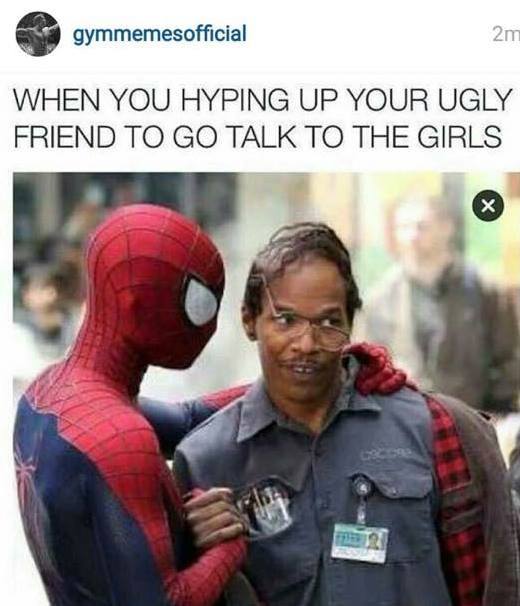 gymmemesofficial
2m
WHEN YOU HYPING UP YOUR UGLY
FRIEND TO GO TALK TO THE GIRLS